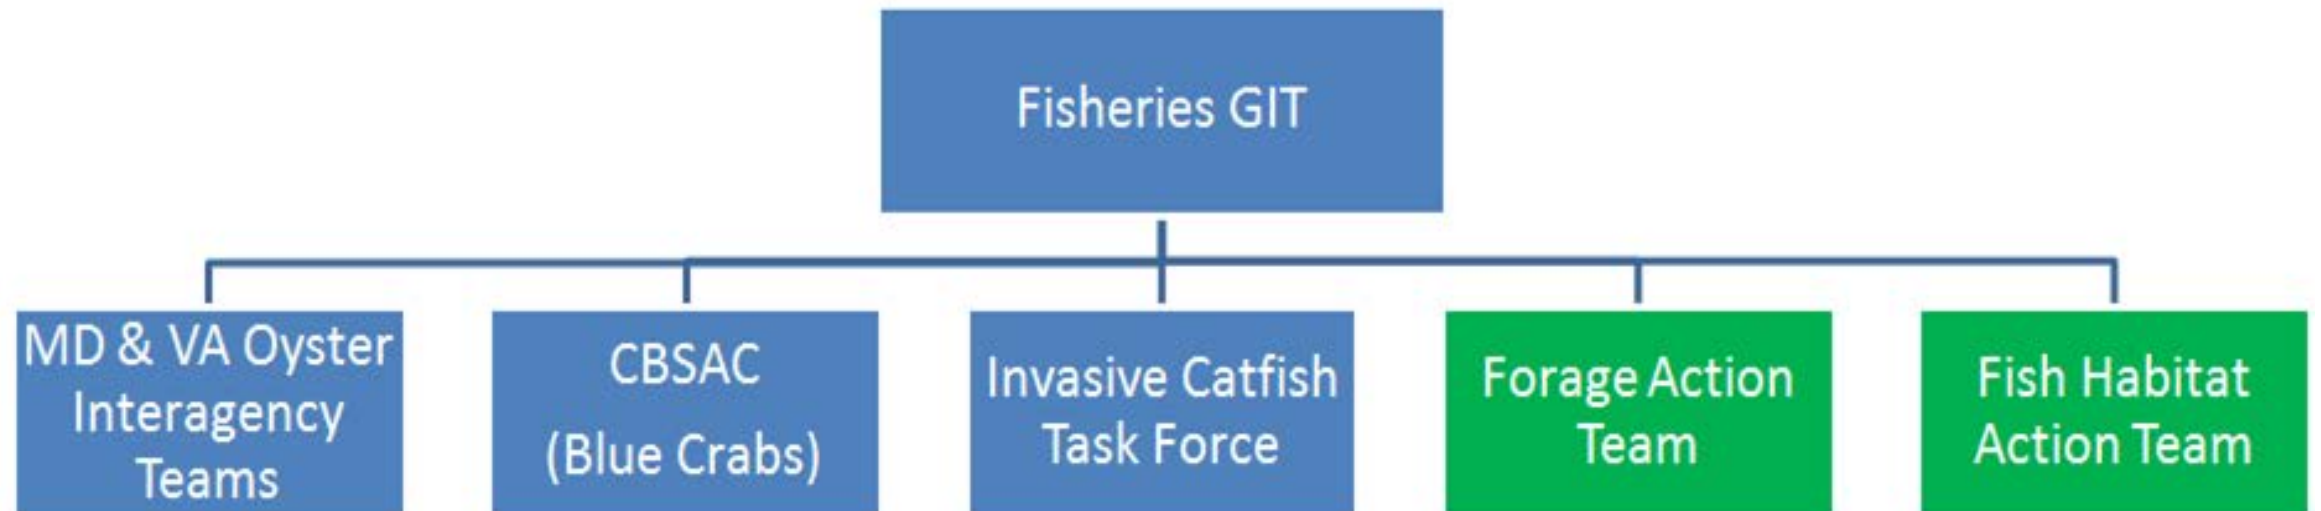 Fisheries GIT
MD & VA Oyster
Interagency
Teams
CBSAC
(Blue Crabs)
Invasive Catfish
Task Force
Forage Action
Team
Fish Habitat
Action Team